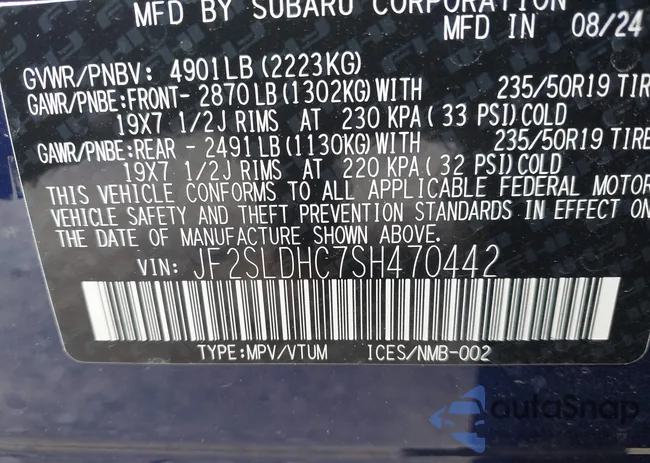 MFD BY SUBARU CORPORATION
MFD IN 08/24
GVWR/PNBV: 4901LB(2223KG)
GAWR/PNBE:FRONT- 2870LB(1302KG)WITH 235/50R19 TIRE
19X7 1/2J RIMS AT 230 KPA( 33 PSI)COLD
GAWR/PNBE:REAR - 2491LB(1130KG)WITH 235/50R19 TIRE
19X7 1/2J RIMS AT 220 KPA( 32 PSI)COLD
THIS VEHICLE CONFORMS TO ALL APPLICABLE FEDERAL MOTOR
VEHICLE SAFETY AND THEFT PREVENTION STANDARDS IN EFFECT ON
THE DATE OF MANUFACTURE SHOWN ABOVE.
VIN: JF2SLDHC7SH470442
TYPE:MPV/VTUM ICES/NMB-002
autoSnap